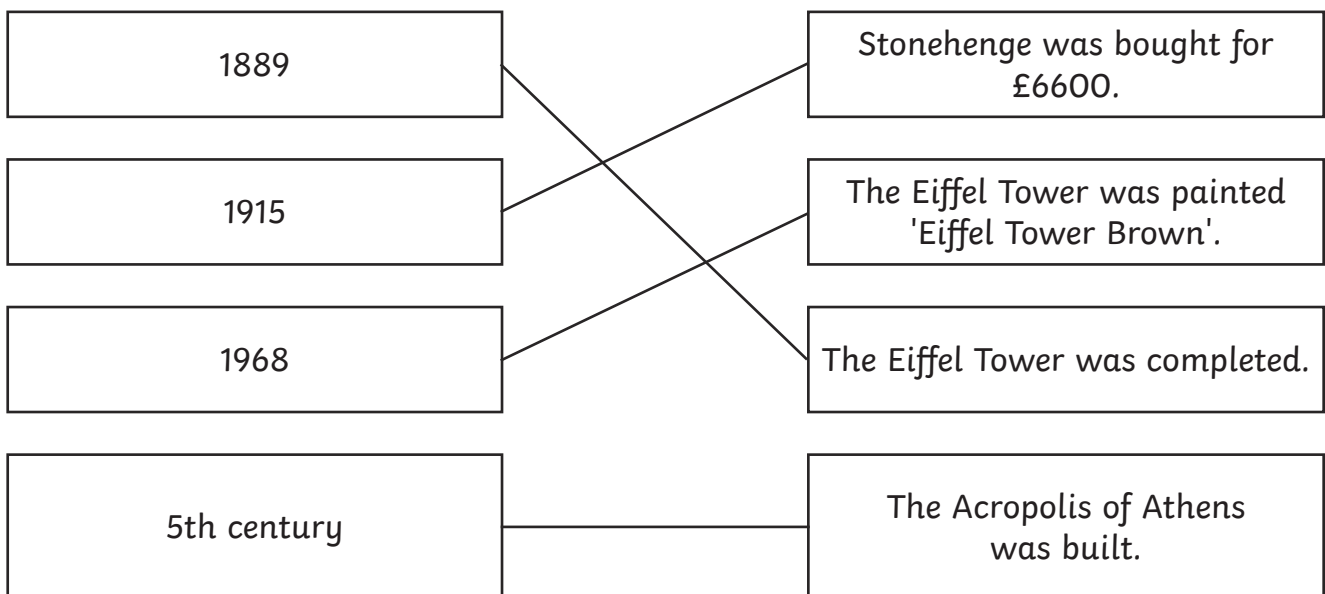 1889
Stonehenge was bought for
£6600.
1915
The Eiffel Tower was painted
'Eiffel Tower Brown'.
1968
The Eiffel Tower was completed.
5th century
The Acropolis of Athens
was built.